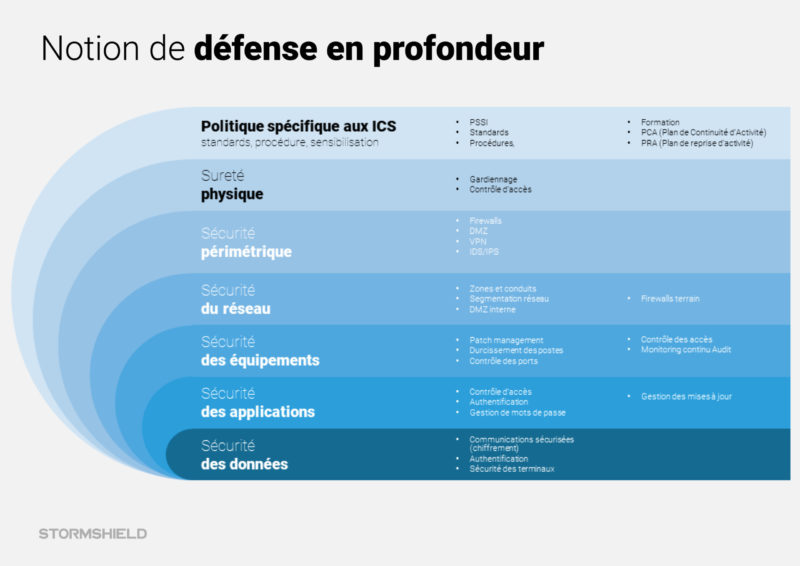 Notion de défense en profondeur
Politique spécifique aux ICS
standards, procédure, sensibilisation
• PSSI
• Standards
• Procédures,
• Formation
• PCA (Plan de Continuité d'Activité)
• PRA (Plan de reprise d'activité)
Sureté
physique
• Gardiennage
• Contrôle d'accès
Sécurité
périmétrique
• Firewalls
• DMZ
• VPN
• IDS/IPS
Sécurité
du réseau
• Zones et conduits
• Segmentation réseau
• DMZ interne
• Firewalls terrain
Sécurité
des équipements
• Patch management
• Durcissement des postes
• Contrôle des ports
• Contrôle des accès
• Monitoring continu Audit
Sécurité
des applications
• Contrôle d'accès
• Authentification
• Gestion de mots de passe
• Gestion des mises à jour
Sécurité
des données
• Communications sécurisées
(chiffrement)
• Authentification
• Sécurité des terminaux
STORMSHIELD